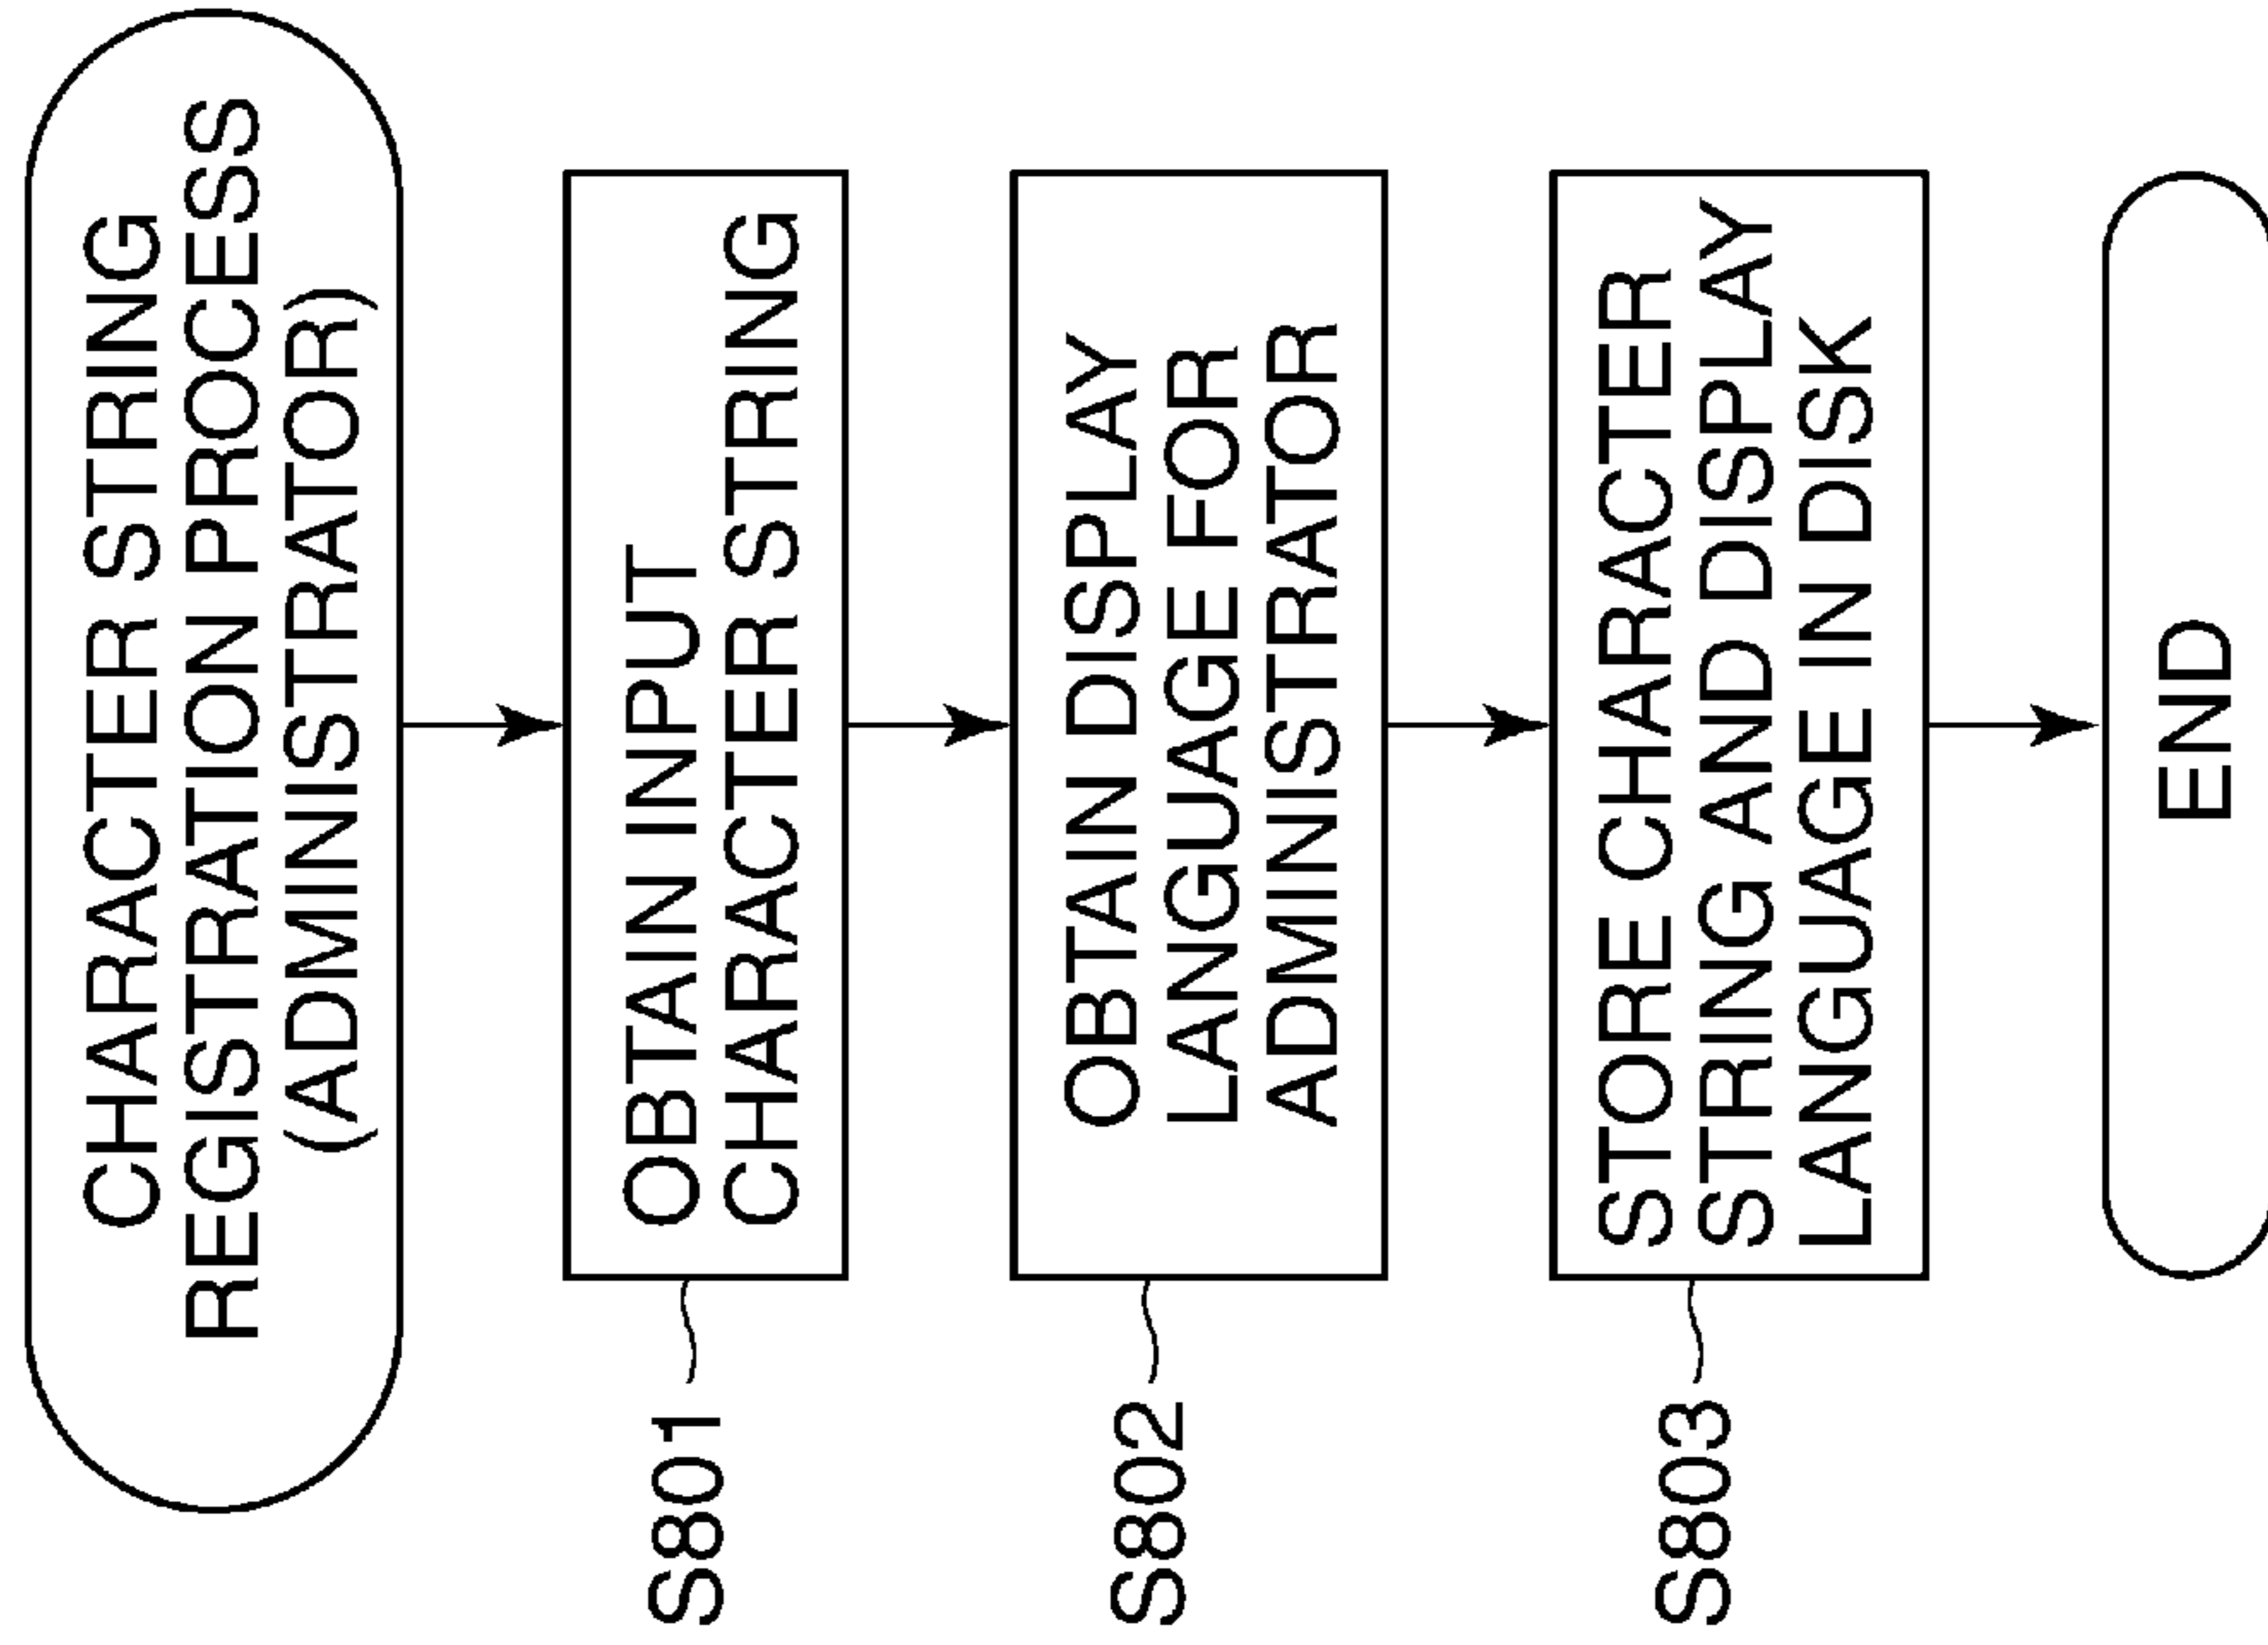 CHARACTER STRING
REGISTRATION PROCESS
(ADMINISTRATOR)
S801
OBTAIN INPUT
CHARACTER STRING
S802
OBTAIN DISPLAY
LANGUAGE FOR
ADMINISTRATOR
S803
STORE CHARACTER
STRING AND DISPLAY
LANGUAGE IN DISK
END